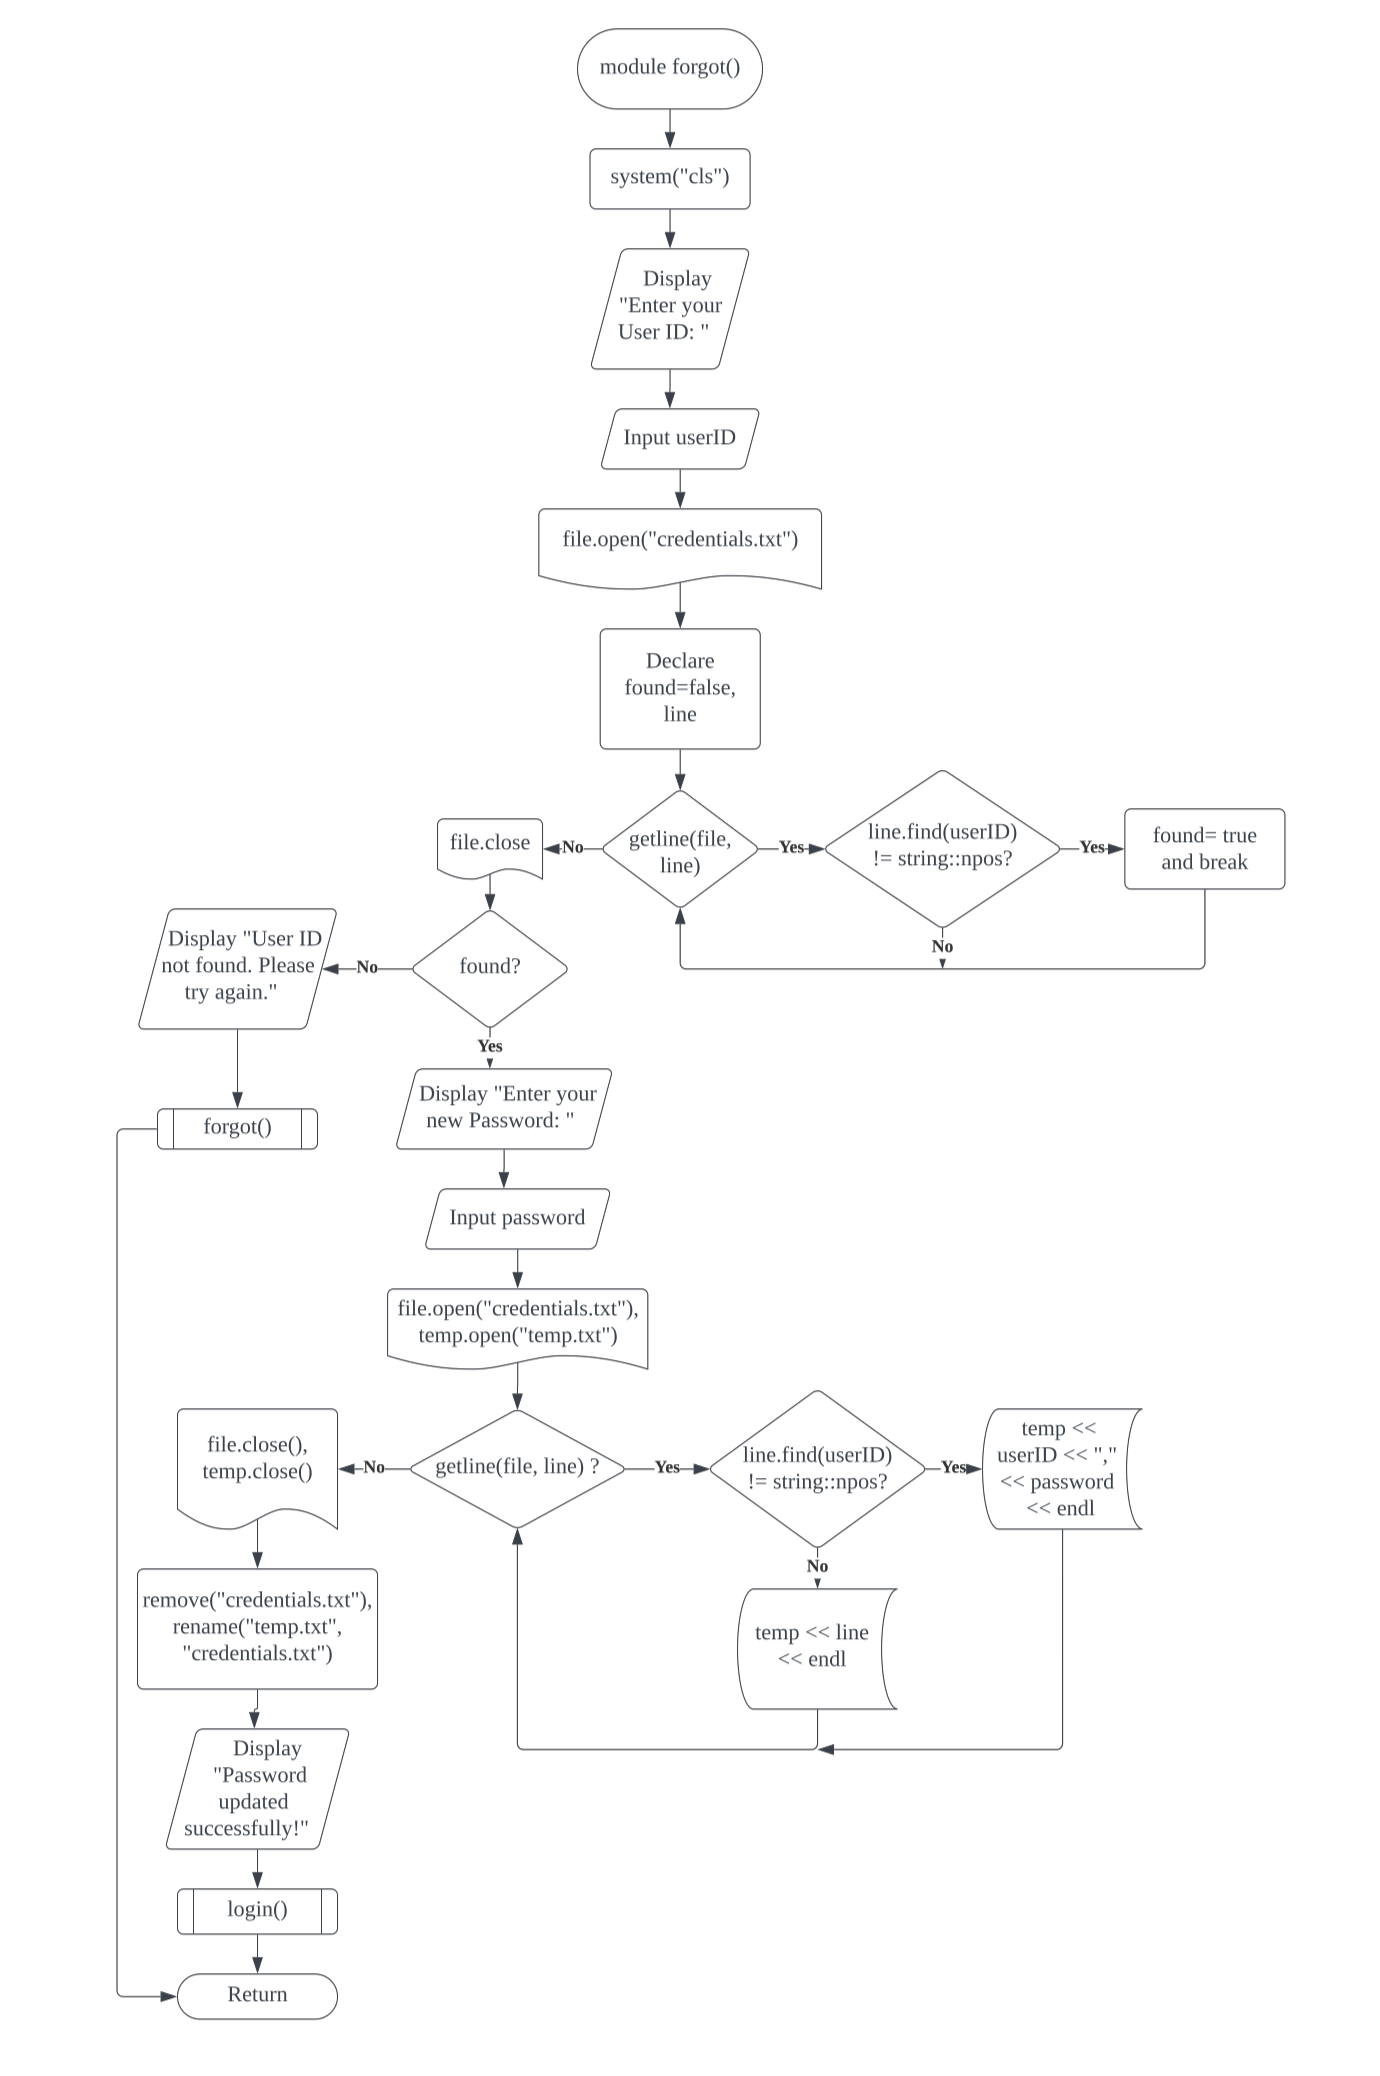 module forgot()
system("cls")
Display
"Enter your
User ID: "
Input userID
file.open("credentials.txt")
Declare
found=false,
line
getline(file,
line)
Yes
line.find(userID)
!= string::npos?
Yes
found= true
and break
No
No
file.close
found?
No
Display "User ID
not found. Please
try again."
forgot()
Yes
Display "Enter your
new Password: "
Input password
file.open("credentials.txt"),
temp.open("temp.txt")
getline(file, line) ?
Yes
line.find(userID)
!= string::npos?
Yes
temp <<
userID << ","
<< password
<< endl
No
temp << line
<< endl
No
file.close(),
temp.close()
remove("credentials.txt"),
rename("temp.txt",
"credentials.txt")
Display
"Password
updated
successfully!"
login()
Return